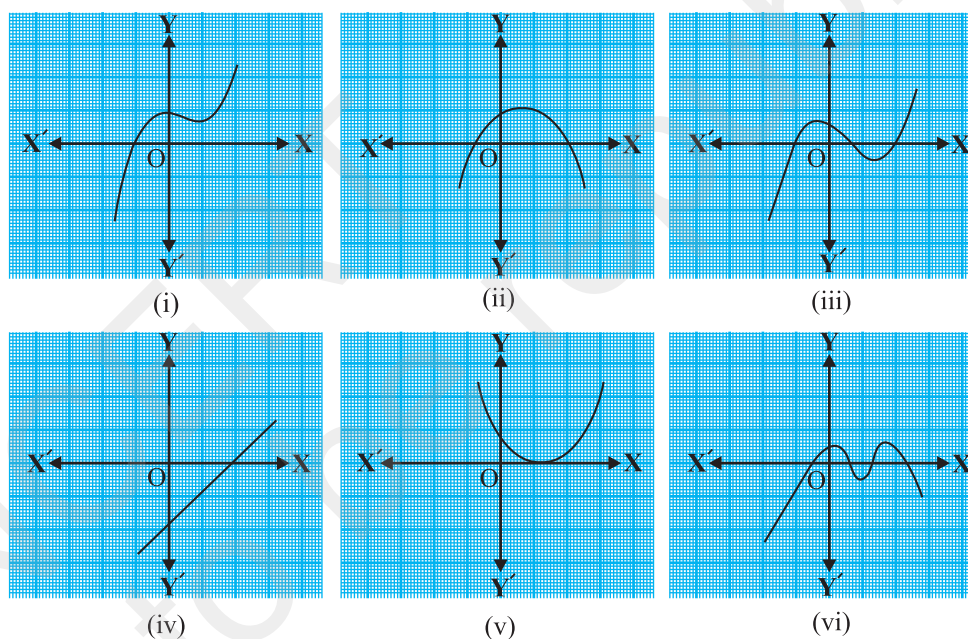 Y Y Y
X′ O X X′ O X X′ O X
Y′ Y′ Y′
(i) (ii) (iii)
Y Y Y
X′ O X X′ O X X′ O X
Y′ Y′ Y′
(iv) (v) (vi)